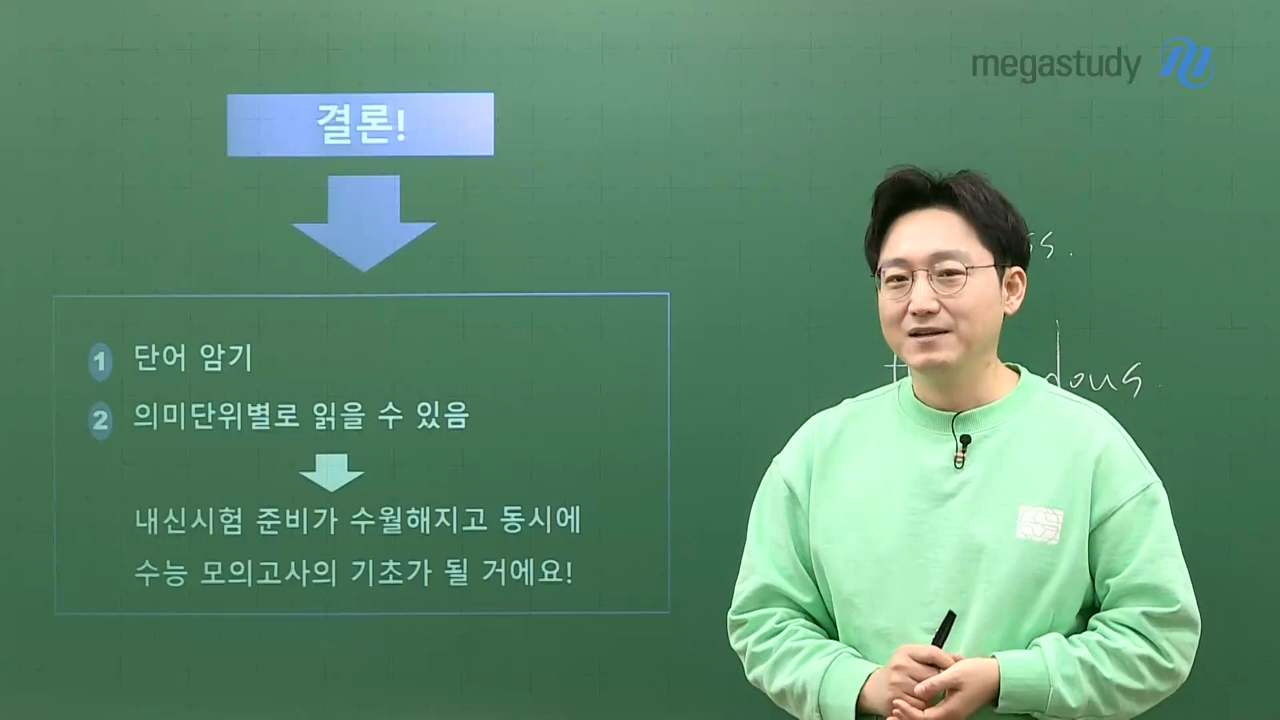 megastudy
결론!
1 단어 암기
2 의미단위별로 읽을 수 있음
내신시험 준비가 수월해지고 동시에
수능 모의고사의 기초가 될 거에요!